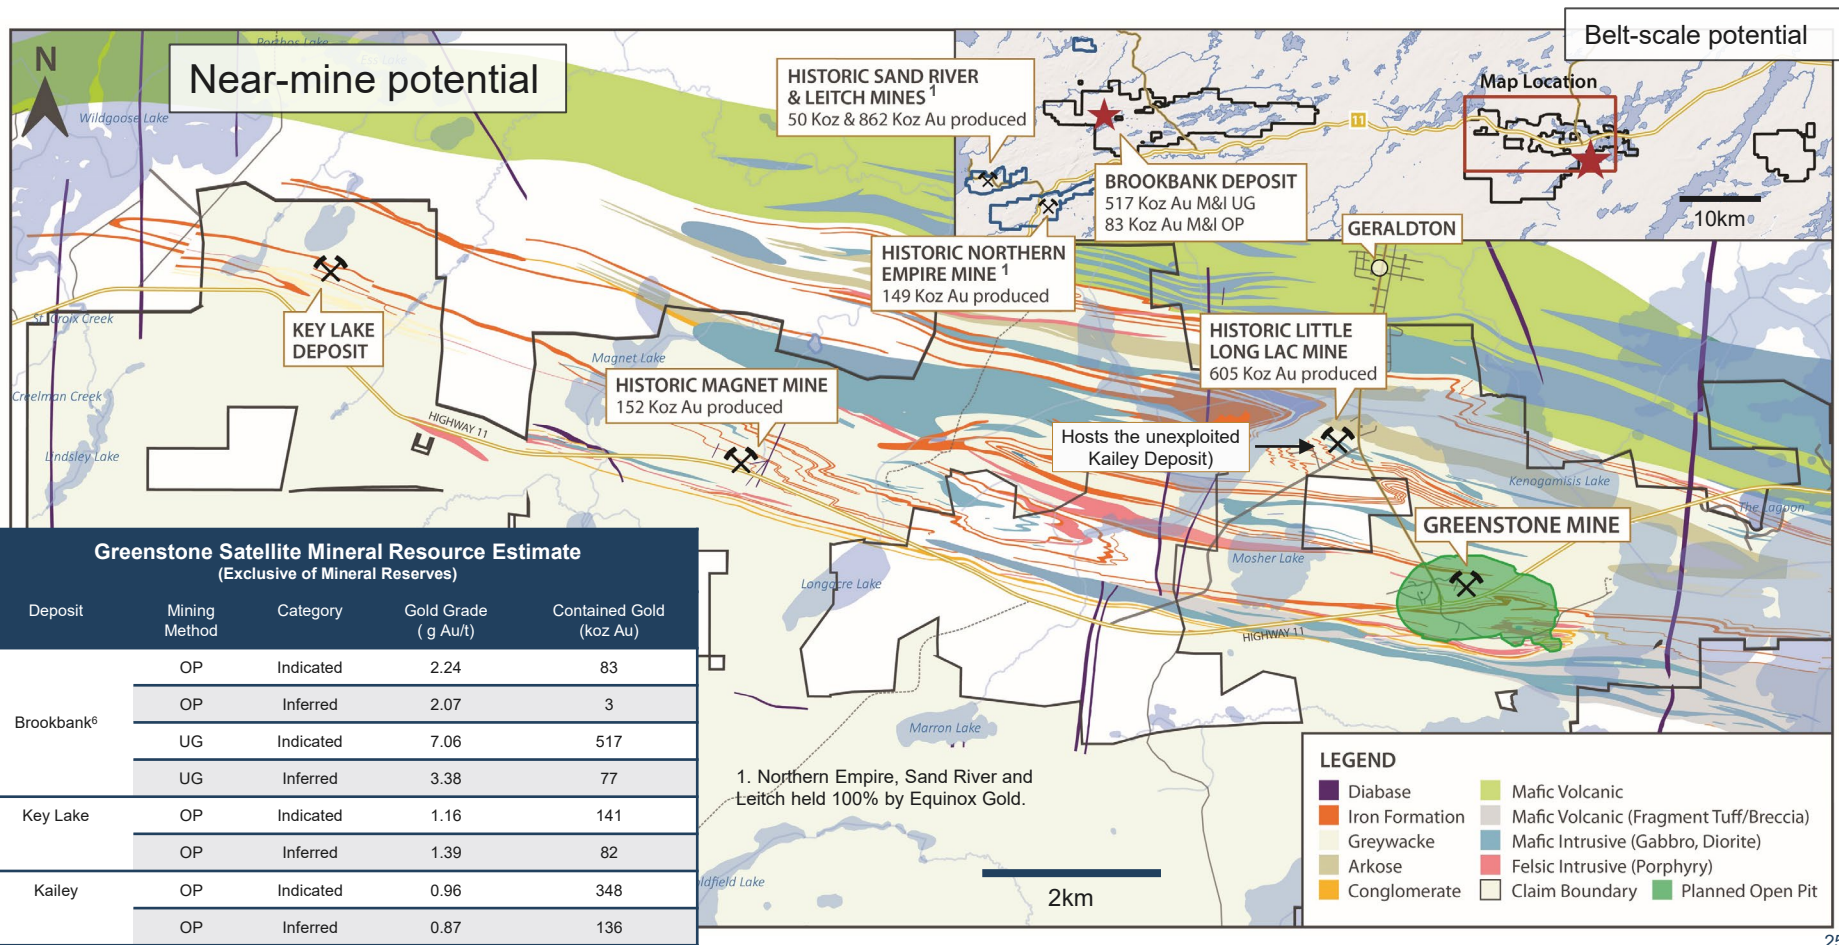 Near-mine potential
Belt-scale potential
N
Porthos Lake
Wildgoose Lake
HISTORIC SAND RIVER
& LEITCH MINES 1
50 Koz & 862 Koz Au produced
Map Location
11
BROOKBANK DEPOSIT
517 Koz Au M&I UG
83 Koz Au M&I OP
10km
GERALDTON
HISTORIC NORTHERN
EMPIRE MINE 1
149 Koz Au produced
St. Croix Creek
KEY LAKE
DEPOSIT
HISTORIC LITTLE
LONG LAC MINE
605 Koz Au produced
Magnet Lake
HISTORIC MAGNET MINE
152 Koz Au produced
Creelman Creek
HIGHWAY 11
Lindsley Lake
Hosts the unexploited
Kailey Deposit)
Kenogamisis Lake
The Lagoon
GREENSTONE MINE
Mosher Lake
Longacre Lake
HIGHWAY 11
Marron Lake
Greenstone Satellite Mineral Resource Estimate
(Exclusive of Mineral Reserves)
Deposit Mining Method Category Gold Grade ( g Au/t) Contained Gold (koz Au)
Brookbank6 OP Indicated 2.24 83
OP Inferred 2.07 3
UG Indicated 7.06 517
UG Inferred 3.38 77
Key Lake OP Indicated 1.16 141
OP Inferred 1.39 82
Kailey OP Indicated 0.96 348
OP Inferred 0.87 136
1. Northern Empire, Sand River and
Leitch held 100% by Equinox Gold.
Lake
2km
LEGEND
Diabase
Iron Formation
Greywacke
Arkose
Conglomerate
Mafic Volcanic
Mafic Volcanic (Fragment Tuff/Breccia)
Mafic Intrusive (Gabbro, Diorite)
Felsic Intrusive (Porphyry)
Claim Boundary
Planned Open Pit